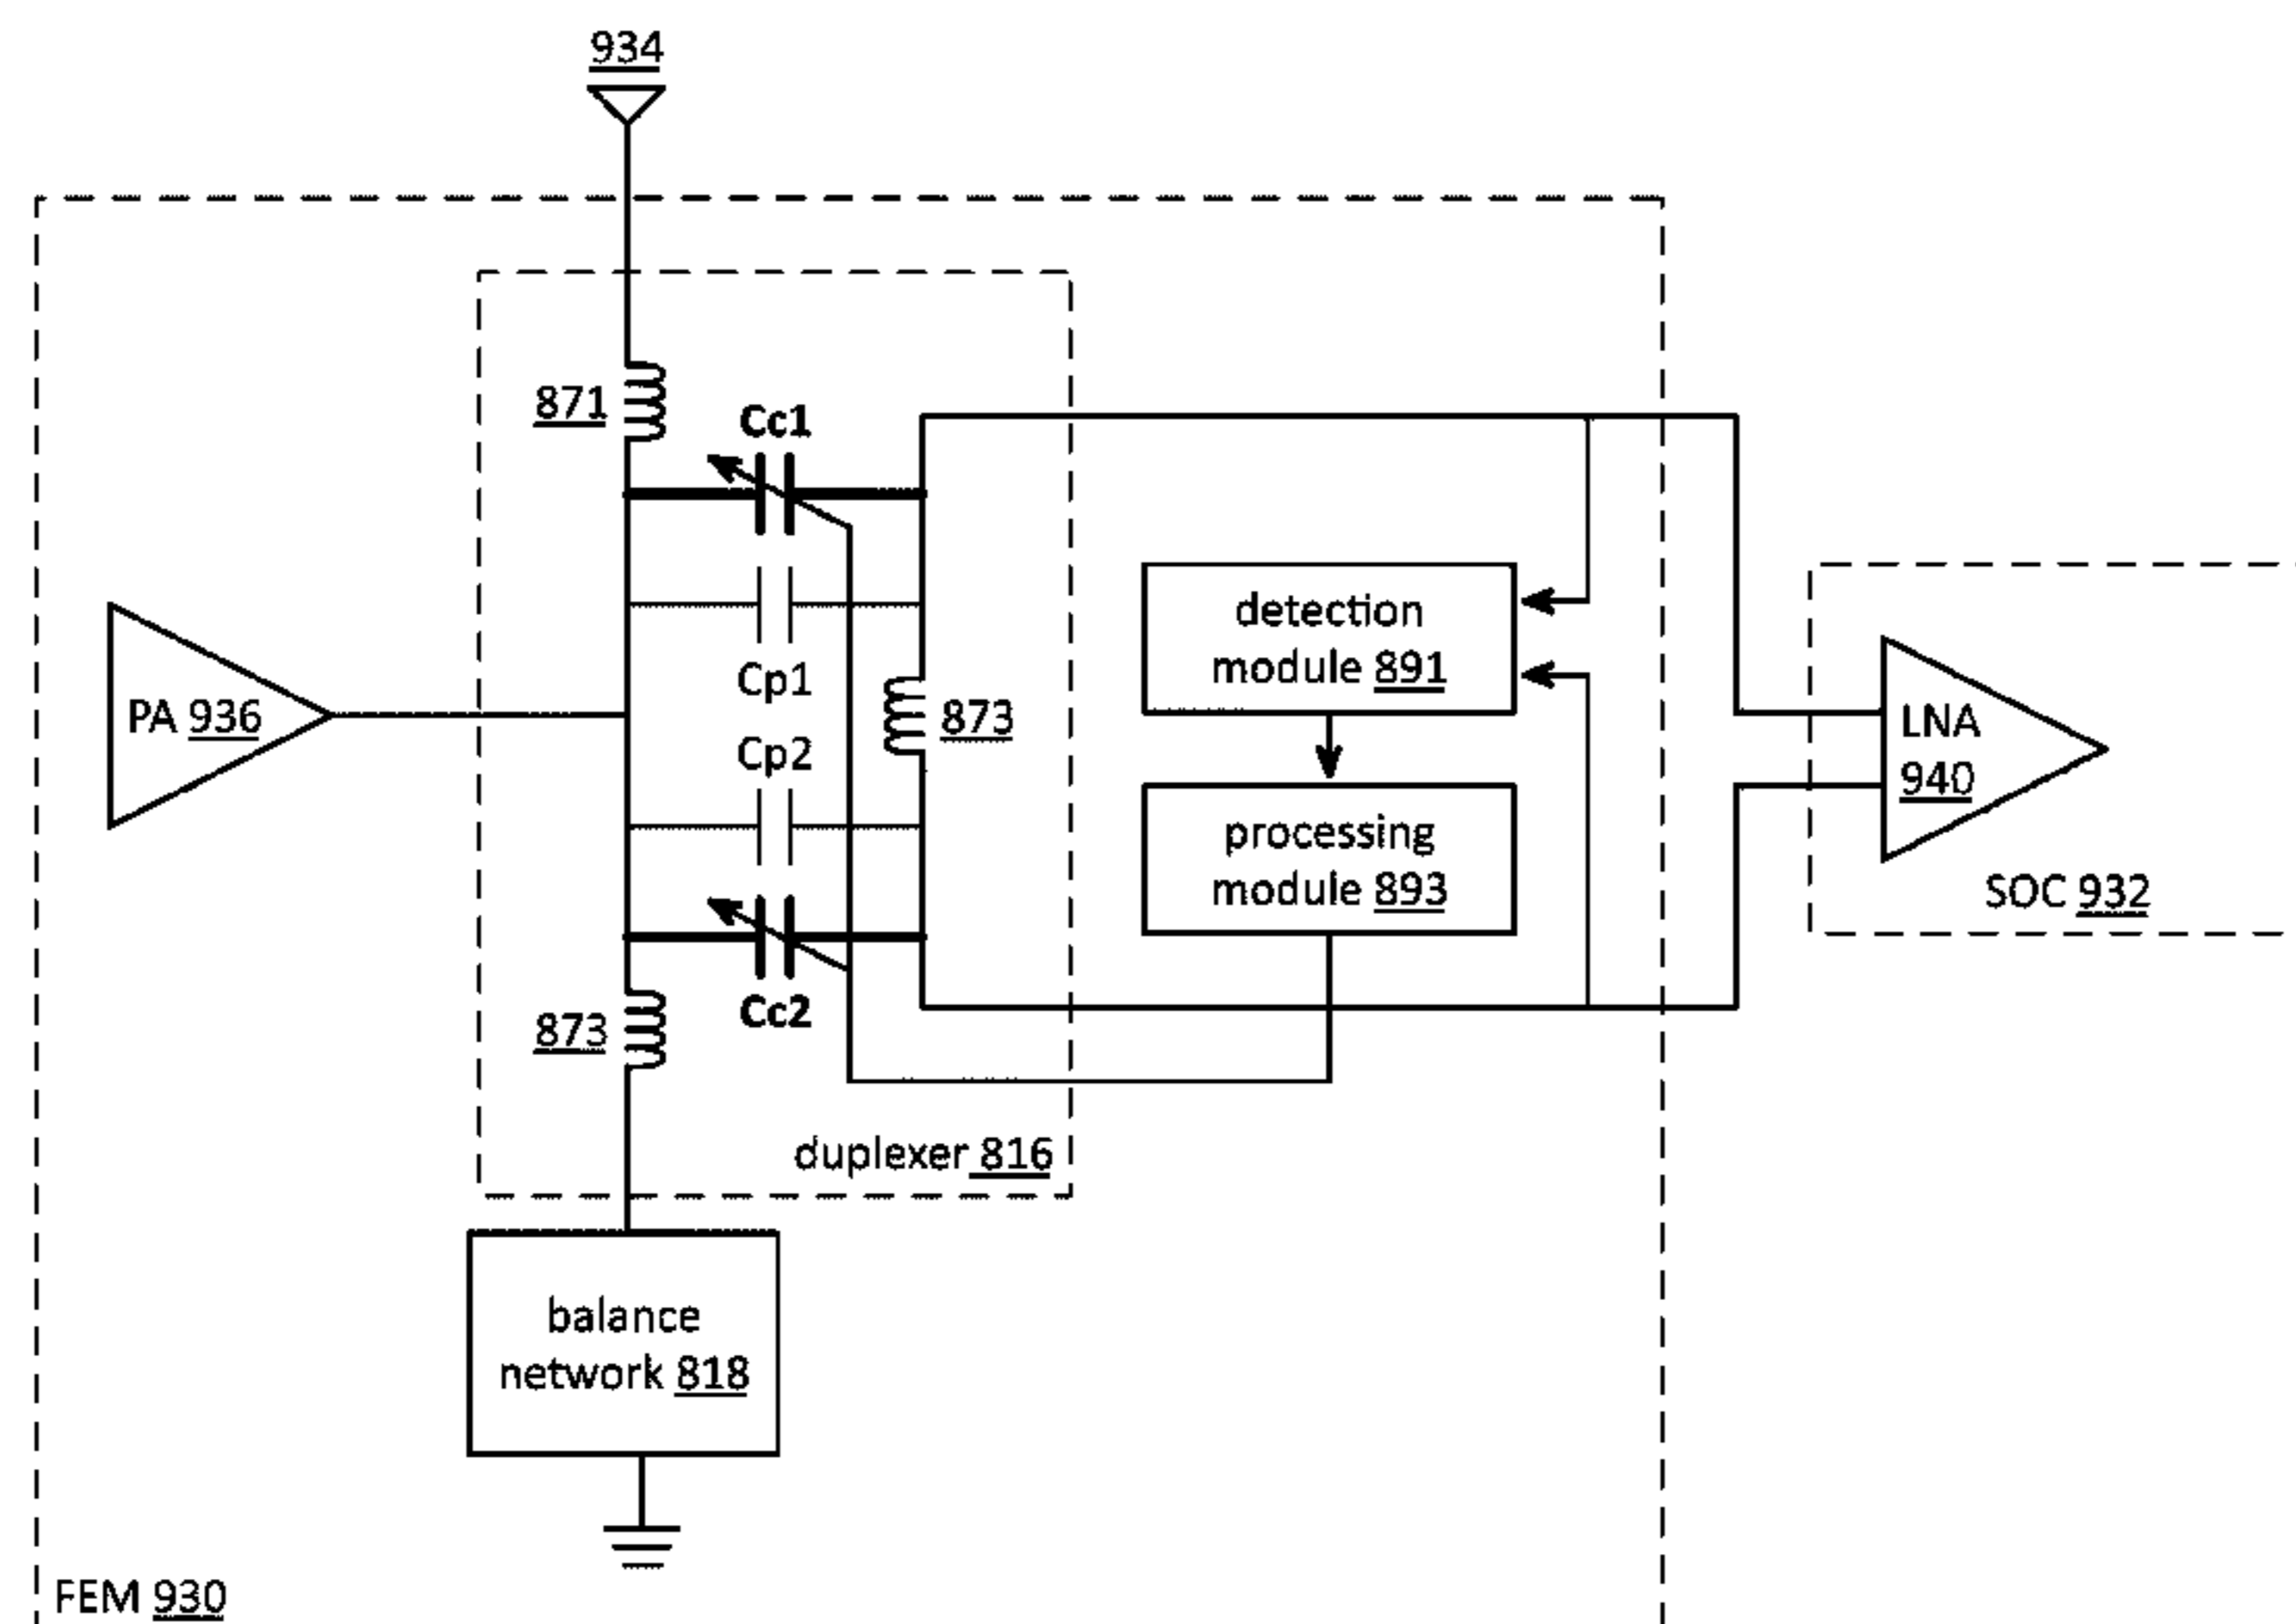 934
871
Cc1
detection
module 891
Cp1
PA 936
873
LNA
940
Cp2
processing
module 893
SOC 932
Cc2
873
duplexer 816
balance
network 818
FEM 930